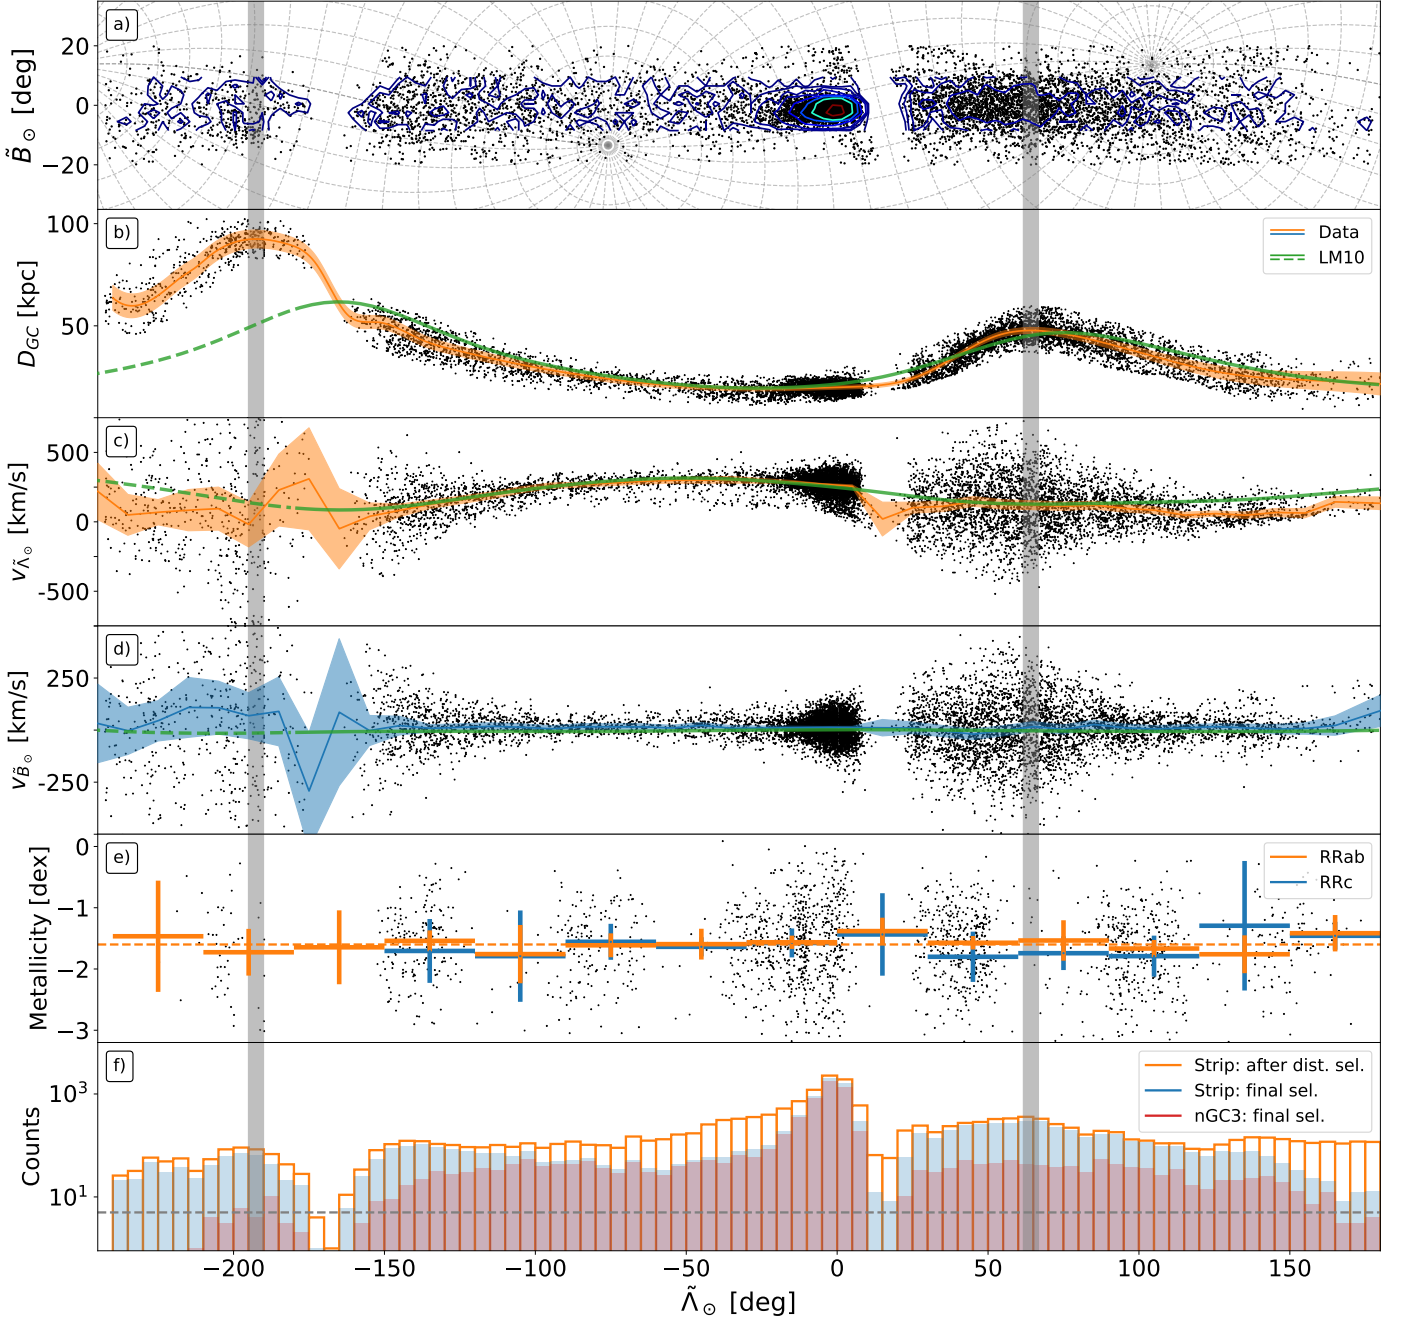 a)
20
0
−20
B̃⊙ [deg]
b)
100
50
D_GC [kpc]
Data
LM10
c)
500
0
-500
v_Λ̃⊙ [km/s]
d)
250
-250
v_B̃⊙ [km/s]
e)
0
−1
−2
−3
Metallicity [dex]
RRab
RRc
f)
10³
10¹
Counts
Strip: after dist. sel.
Strip: final sel.
nGC3: final sel.
−200 −150 −100 −50 0 50 100 150
Λ̃⊙ [deg]